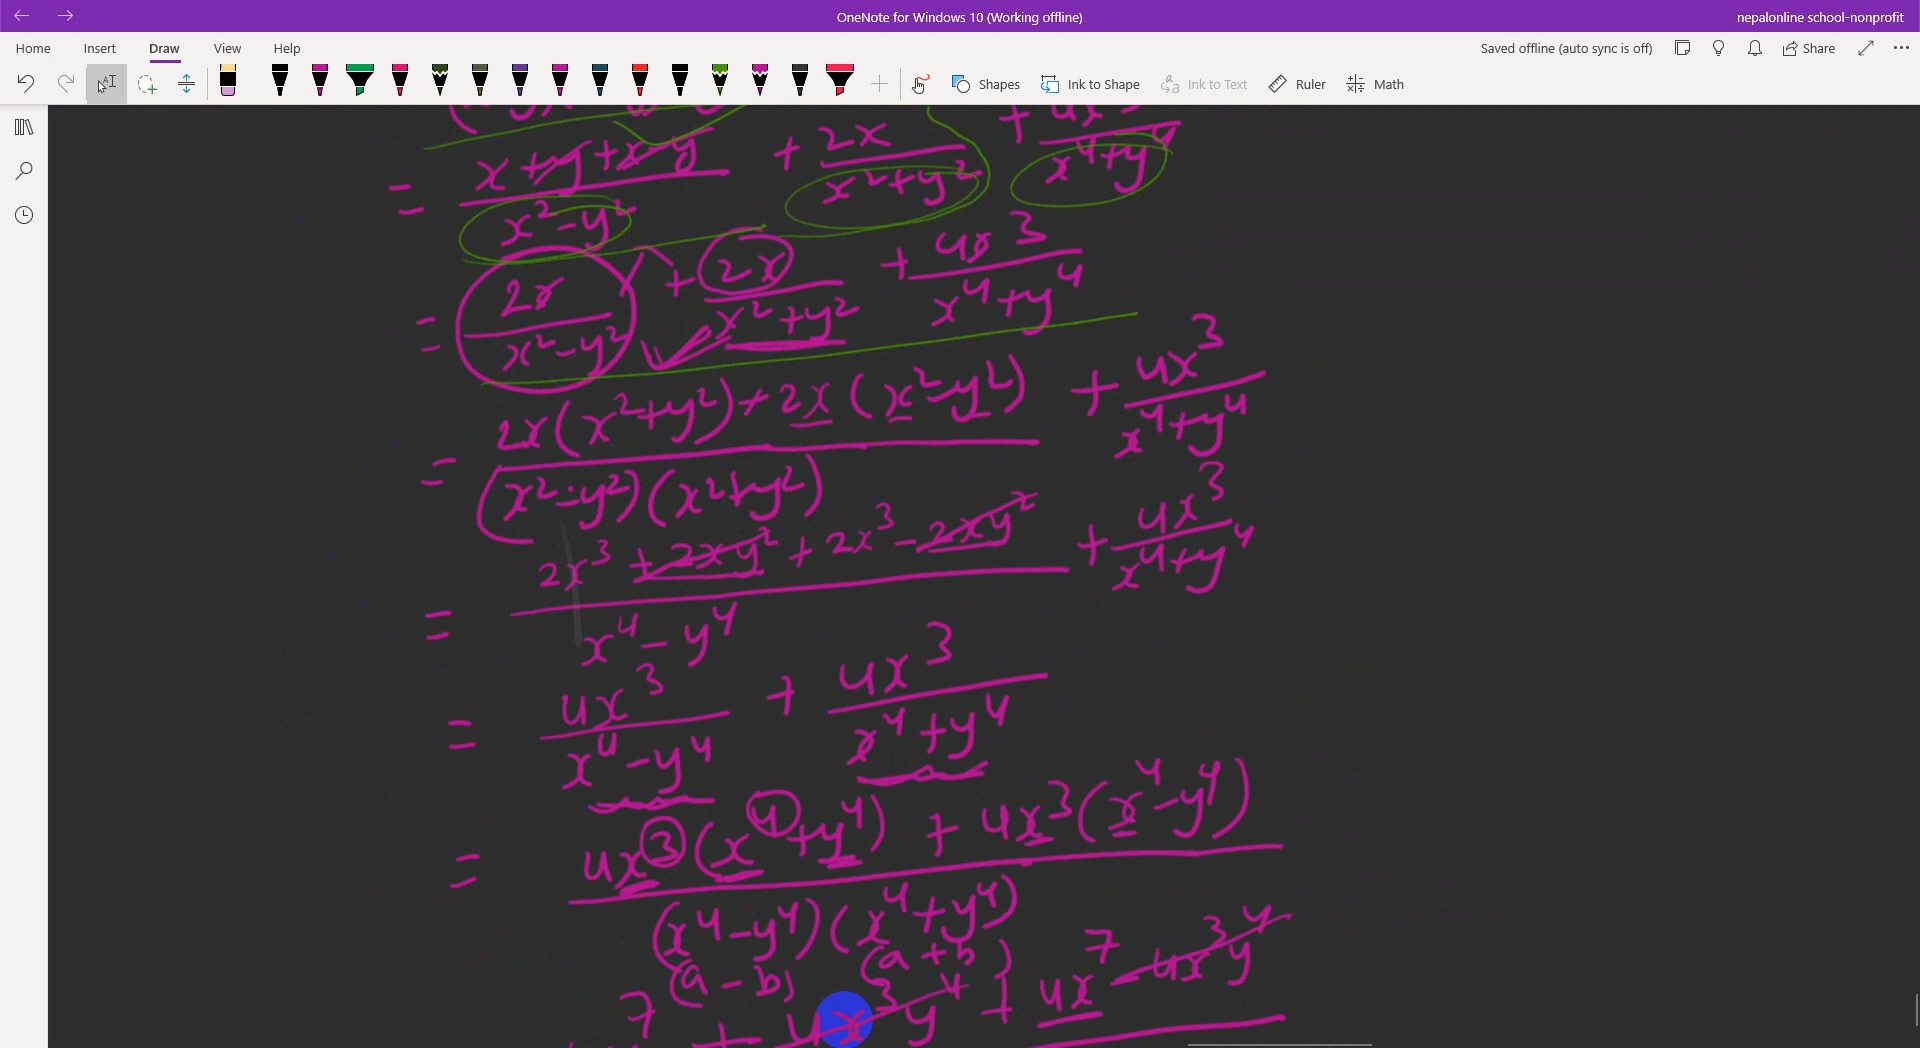 OneNote for Windows 10 (Working offline)
nepalonline school-nonprofit
Home Insert Draw View Help
Saved offline (auto sync is off) Share
Shapes Ink to Shape Ink to Text Ruler Math
= (x+y+x-y)/(x²-y²) + 2x/(x²+y²) + 4x³/(x⁴+y⁴)
= 2x/(x²-y²) + 2x/(x²+y²) + 4x³/(x⁴+y⁴)
= (2x(x²+y²)+2x(x²-y²))/((x²-y²)(x²+y²)) + 4x³/(x⁴+y⁴)
= (2x³+2xy²+2x³-2xy²)/(x⁴-y⁴) + 4x³/(x⁴+y⁴)
= 4x³/(x⁴-y⁴) + 4x³/(x⁴+y⁴)
= (4x³(x⁴+y⁴) + 4x³(x⁴-y⁴))/((x⁴-y⁴)(x⁴+y⁴))
(a-b) (a+b)
7 + 4x³y⁴ + 4x⁷ - 4x³y⁴